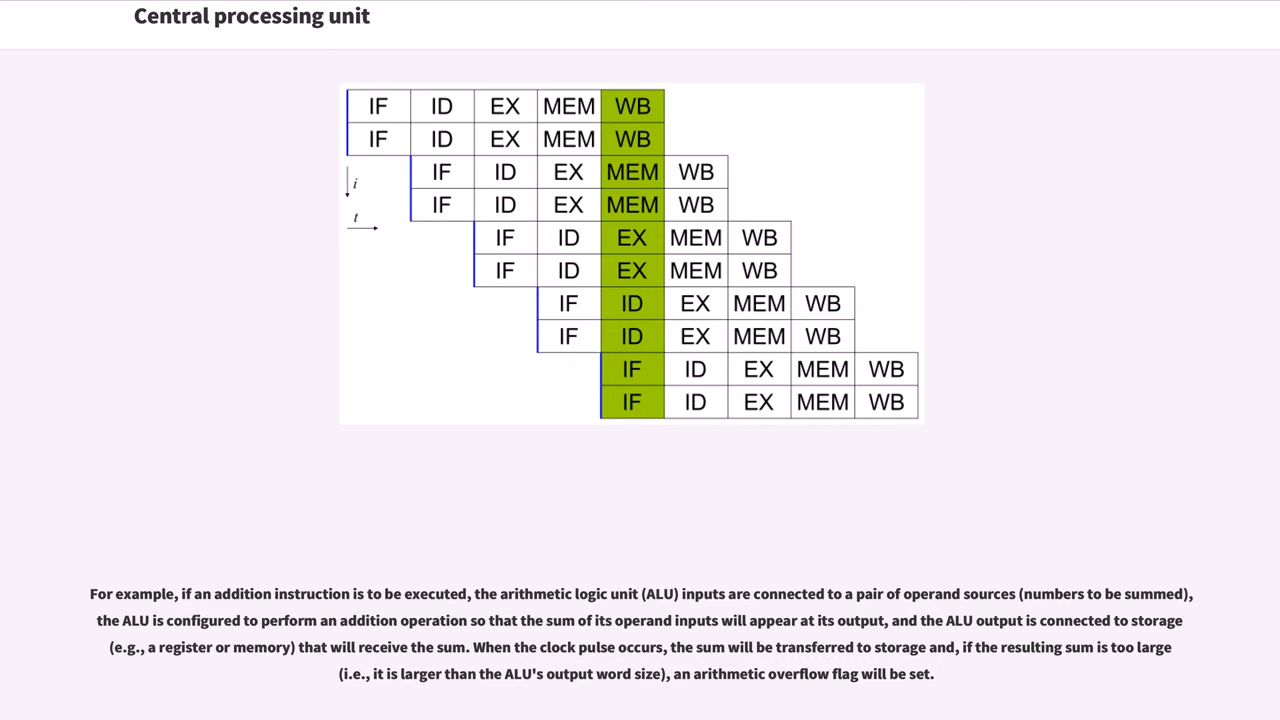 Central processing unit
IF ID EX MEM WB
IF ID EX MEM WB
IF ID EX MEM WB
i
IF ID EX MEM WB
t
IF ID EX MEM WB
IF ID EX MEM WB
IF ID EX MEM WB
IF ID EX MEM WB
IF ID EX MEM WB
IF ID EX MEM WB
For example, if an addition instruction is to be executed, the arithmetic logic unit (ALU) inputs are connected to a pair of operand sources (numbers to be summed),
the ALU is configured to perform an addition operation so that the sum of its operand inputs will appear at its output, and the ALU output is connected to storage
(e.g., a register or memory) that will receive the sum. When the clock pulse occurs, the sum will be transferred to storage and, if the resulting sum is too large
(i.e., it is larger than the ALU's output word size), an arithmetic overflow flag will be set.